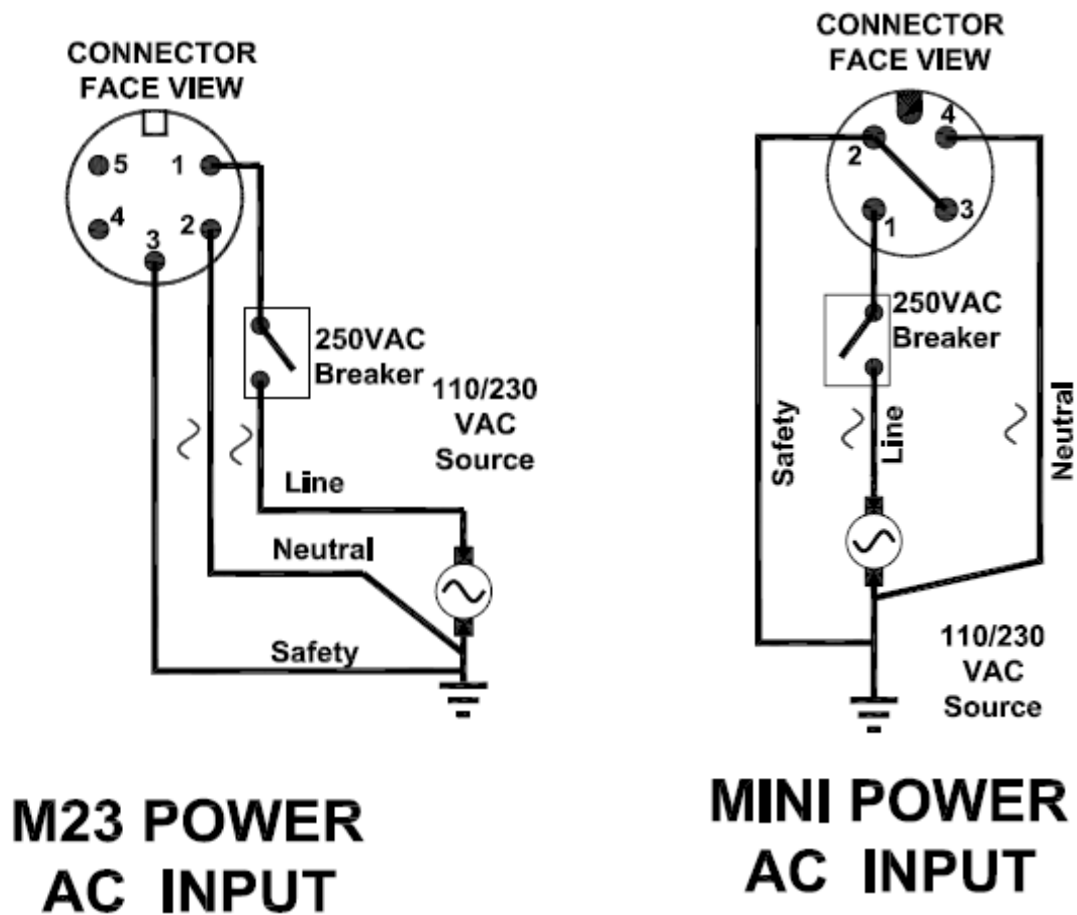 CONNECTOR
FACE VIEW
5
1
4
2
3
250VAC
Breaker
110/230
VAC
Source
Line
Neutral
Safety
M23 POWER
AC INPUT
CONNECTOR
FACE VIEW
4
2
3
1
250VAC
Breaker
Safety
Line
Neutral
110/230
VAC
Source
MINI POWER
AC INPUT